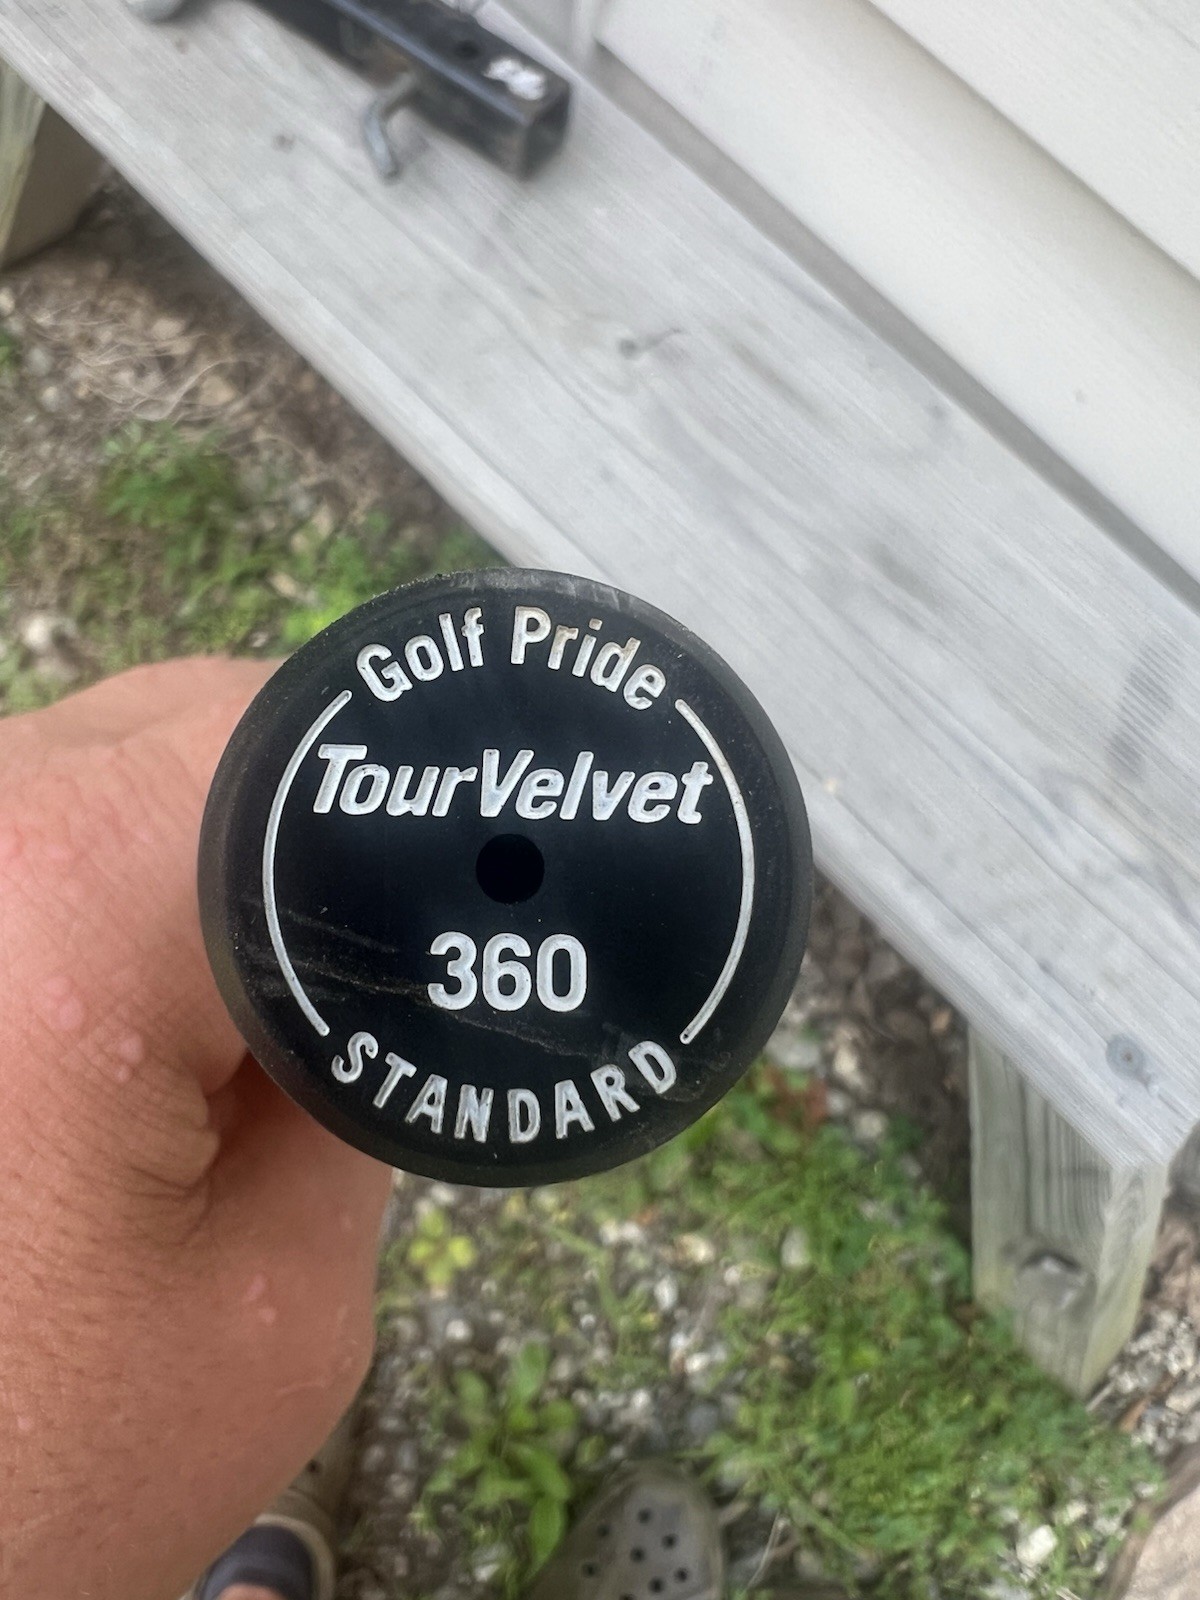 Golf Pride
TourVelvet
360
STANDARD